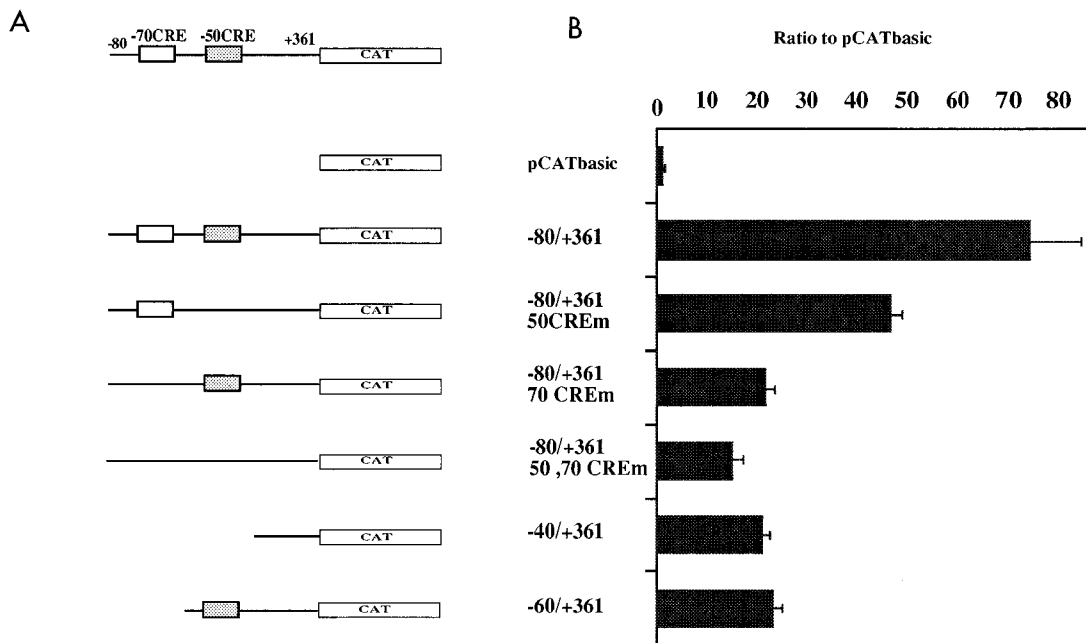 A
B
-80
-70CRE
-50CRE
+361
CAT
Ratio to pCATbasic
0 10 20 30 40 50 60 70 80
CAT
pCATbasic
CAT
-80/+361
CAT
-80/+361
50CREm
CAT
-80/+361
70 CREm
CAT
-80/+361
50 ,70 CREm
CAT
-40/+361
CAT
-60/+361